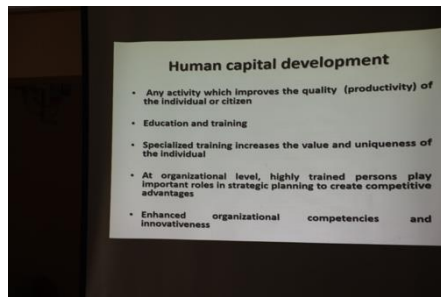 Human capital development
• Any activity which improves the quality (productivity) of
the individual or citizen
• Education and training
• Specialized training increases the value and uniqueness of
the individual
• At organizational level, highly trained persons play
important roles in strategic planning to create competitive
advantages
• Enhanced organizational competencies and
innovativeness